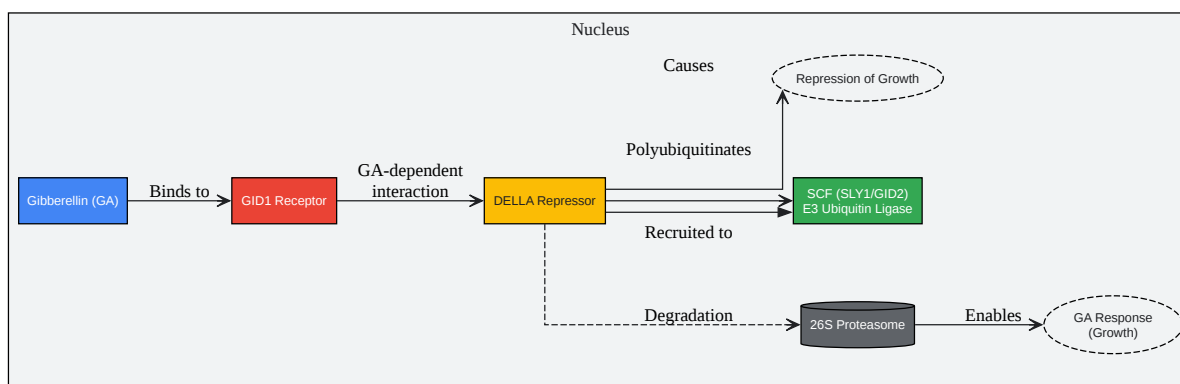 Nucleus
Causes
Repression of Growth
Polyubiquitinates
Gibberellin (GA)
Binds to
GID1 Receptor
GA-dependent
interaction
DELLA Repressor
SCF (SLY1/GID2)
E3 Ubiquitin Ligase
Recruited to
Degradation
26S Proteasome
Enables
GA Response
(Growth)